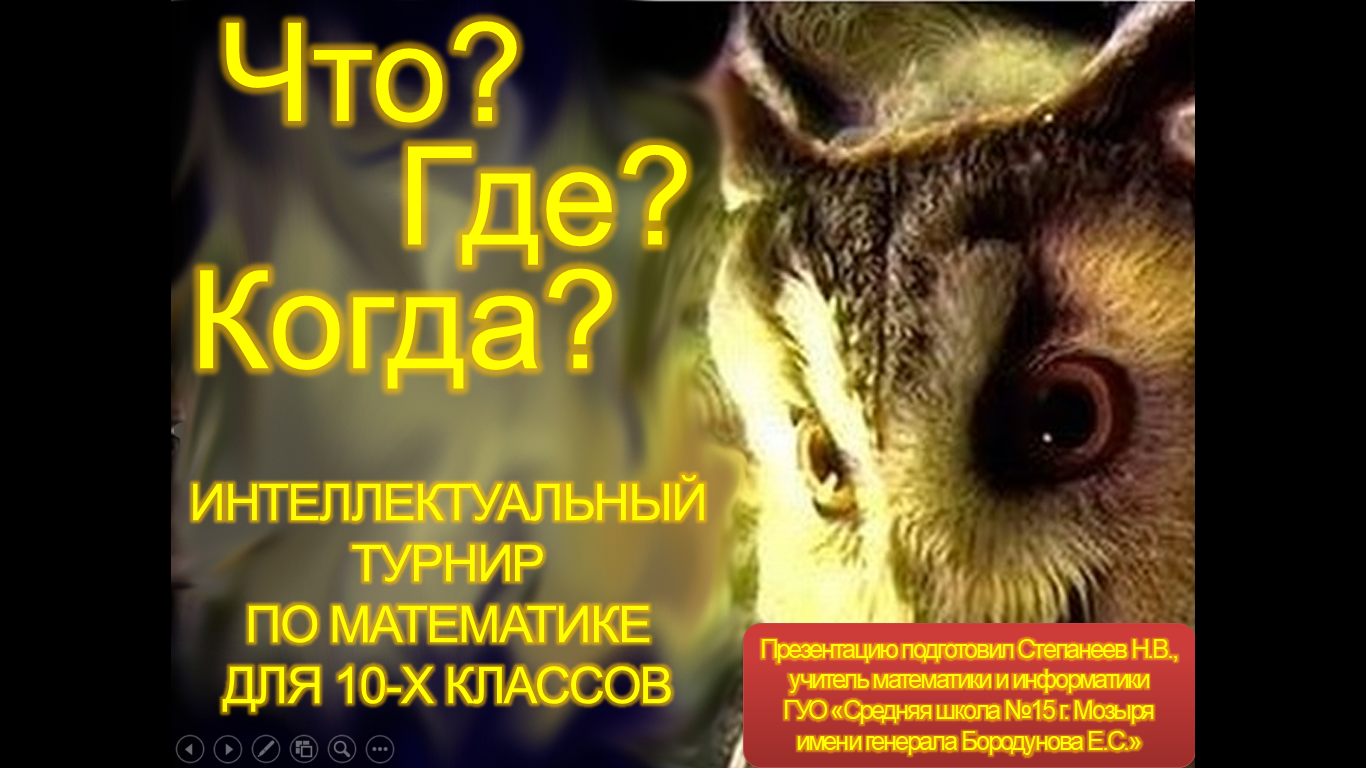 Что?
Где?
Когда?
ИНТЕЛЛЕКТУАЛЬНЫЙ
ТУРНИР
ПО МАТЕМАТИКЕ
ДЛЯ 10-Х КЛАССОВ
Презентацию подготовил Степанеев Н.В.,
учитель математики и информатики
ГУО «Средняя школа №15 г. Мозыря
имени генерала Бородунова Е.С.»